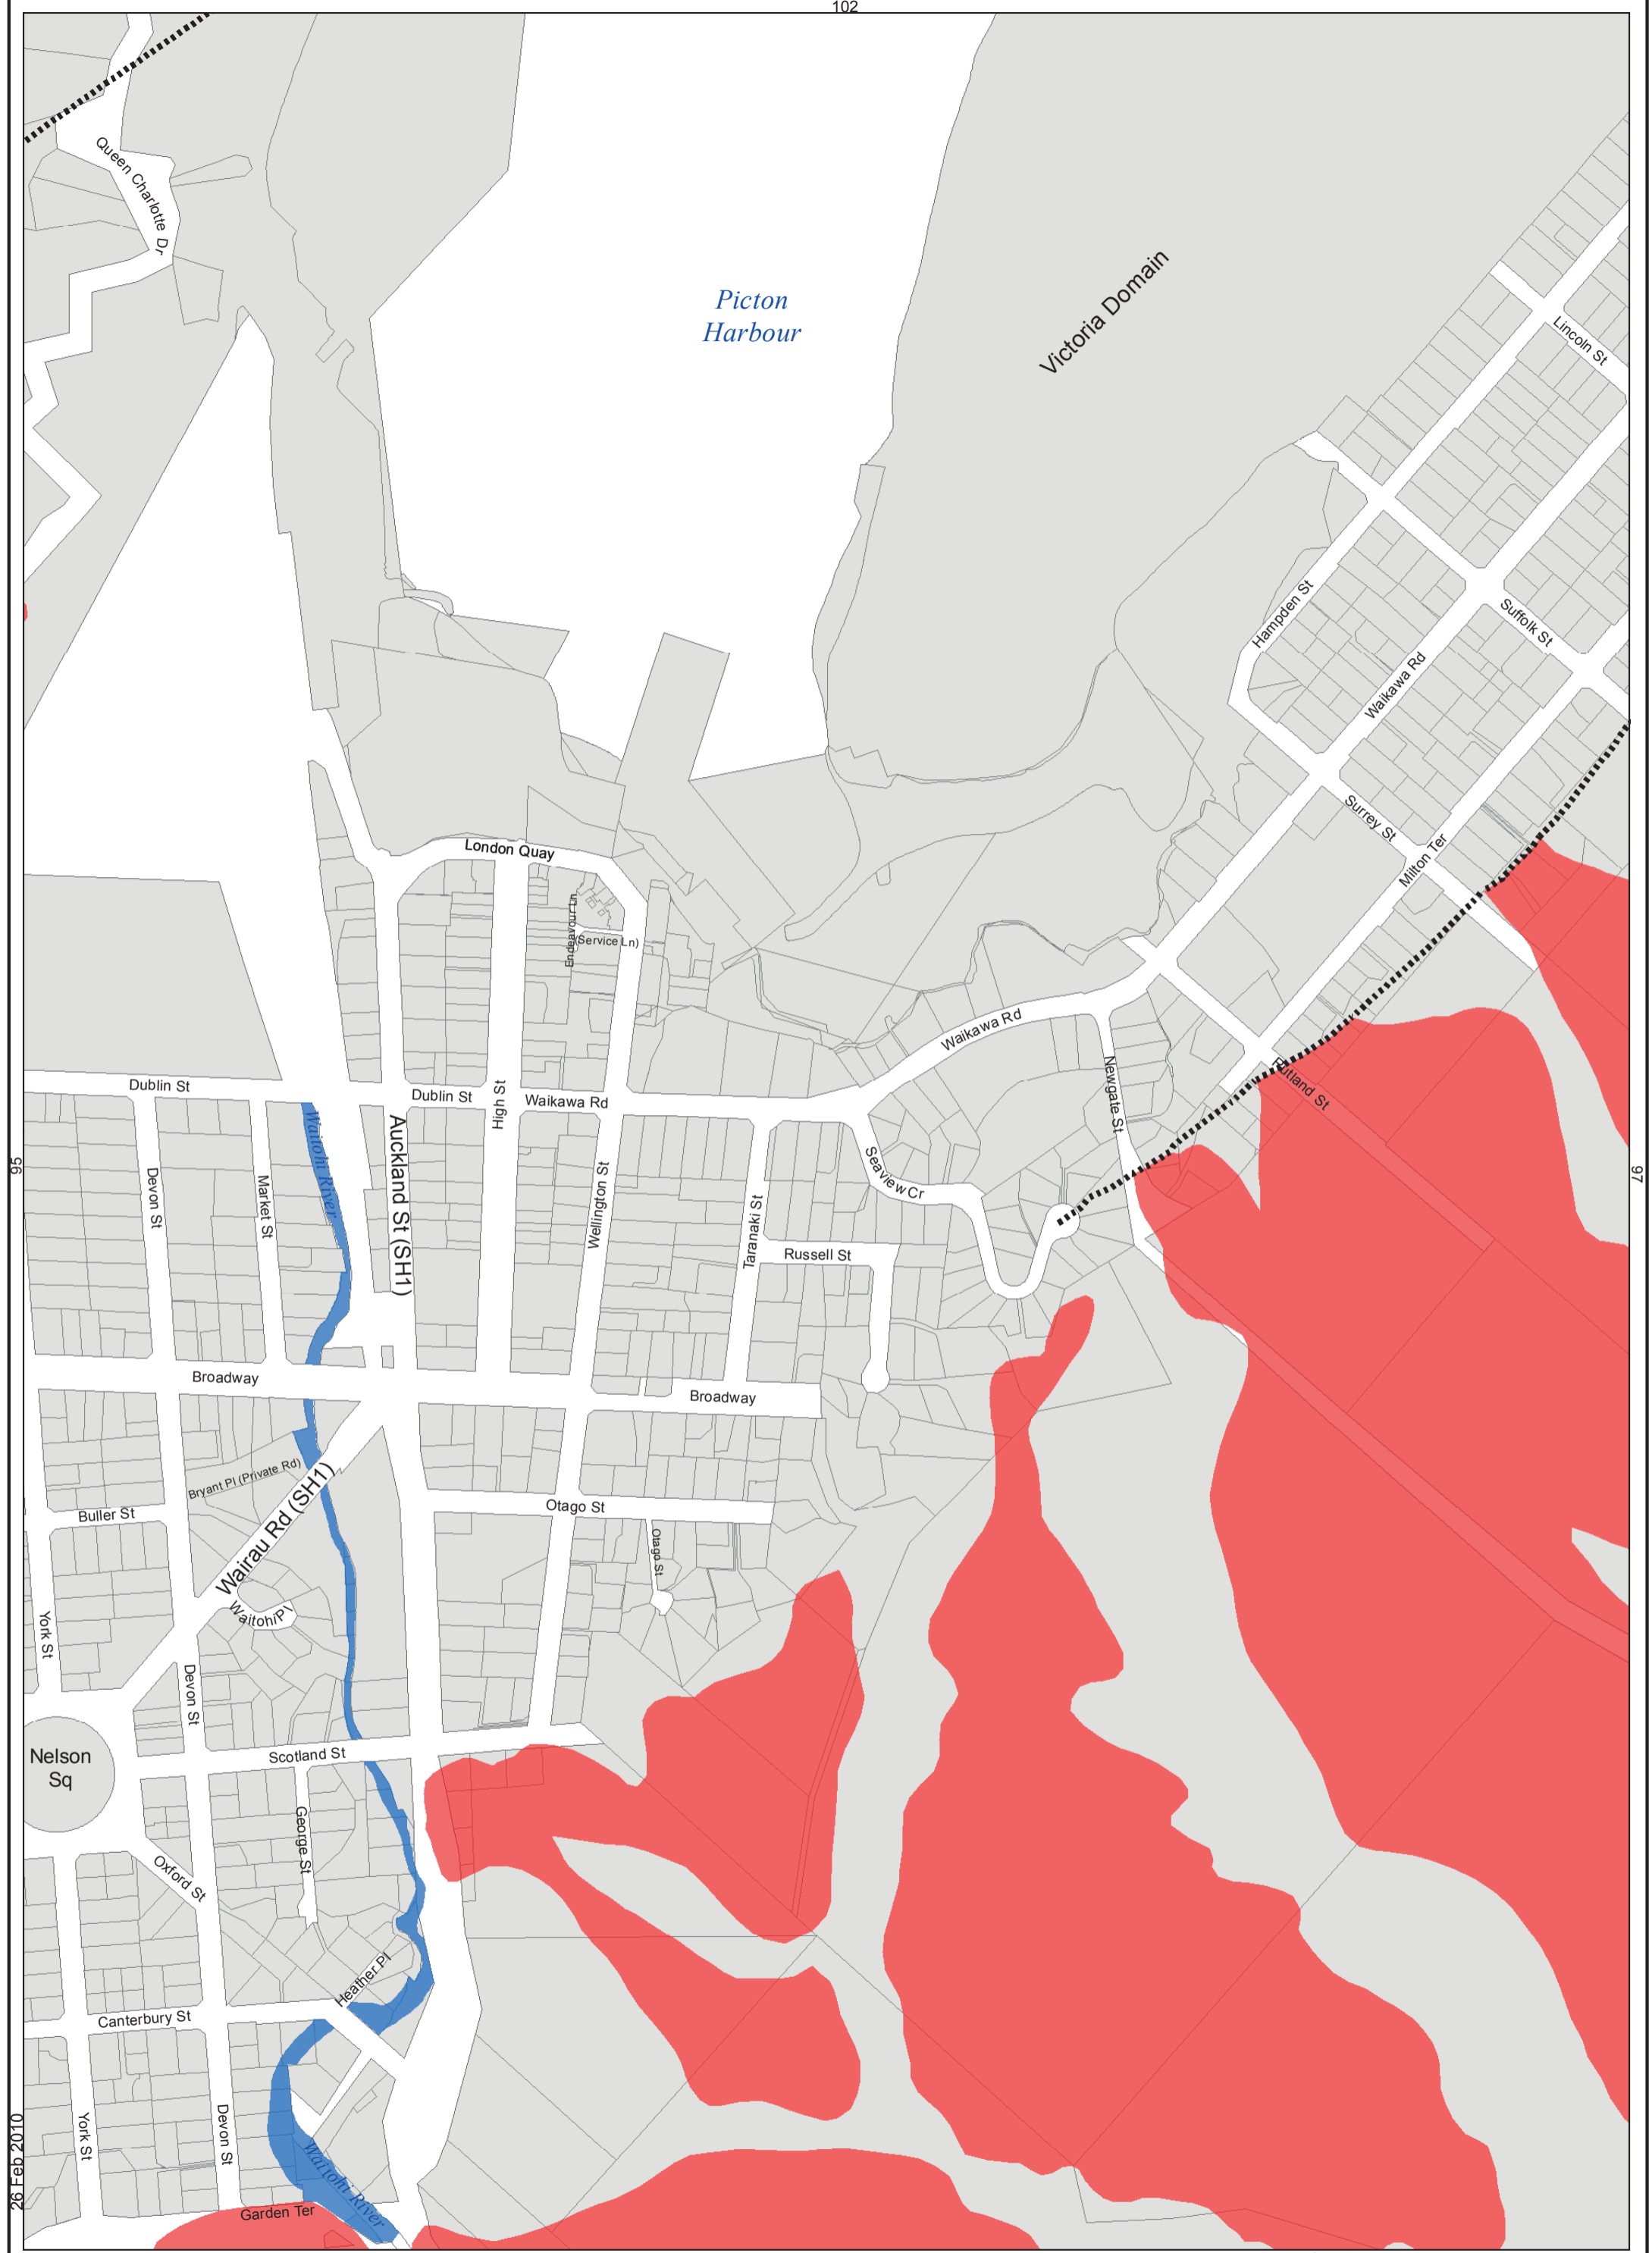 102
Queen Charlotte Dr
Picton
Harbour
Victoria Domain
Lincoln St
Hampden St
Suffolk St
Waikawa Rd
Surrey St
Milton Ter
London Quay
Endeavour Ln
(Service Ln)
Waikawa Rd
Newgate St
Rutland St
Dublin St
Dublin St
High St
Waikawa Rd
Waitohi River
Auckland St (SH1)
95
97
Devon St
Market St
Wellington St
Taranaki St
Seaview Cr
Russell St
Broadway
Broadway
Bryant Pl (Private Rd)
Wairau Rd (SH1)
Buller St
Otago St
Otago St
Waitohi Pl
York St
Devon St
Scotland St
Nelson
Sq
George St
Oxford St
Heather Pl
Canterbury St
York St
Devon St
Waitohi River
Garden Ter
26 Feb 2010